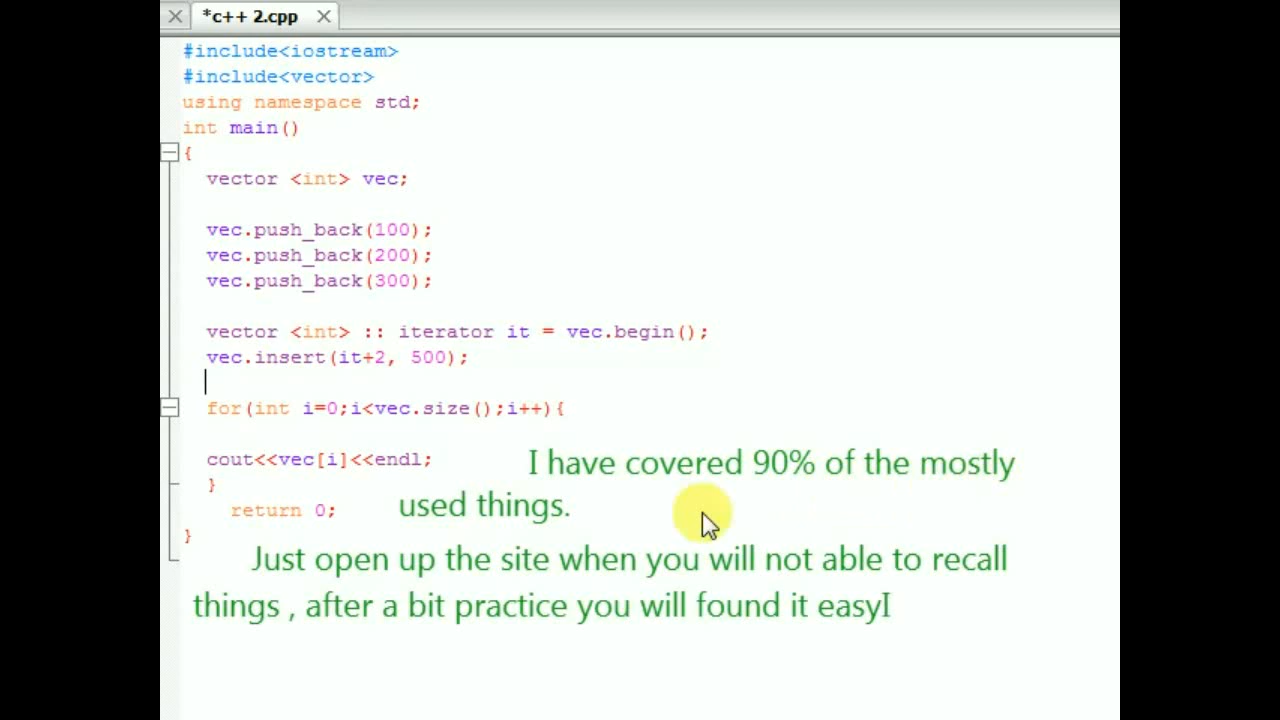 *c++ 2.cpp
#include<iostream>
#include<vector>
using namespace std;
int main()
{
vector <int> vec;
vec.push_back(100);
vec.push_back(200);
vec.push_back(300);
vector <int> :: iterator it = vec.begin();
vec.insert(it+2, 500);
for(int i=0;i<vec.size();i++){
cout<<vec[i]<<endl;
}
return 0;
}
I have covered 90% of the mostly
used things.
Just open up the site when you will not able to recall
things , after a bit practice you will found it easyI